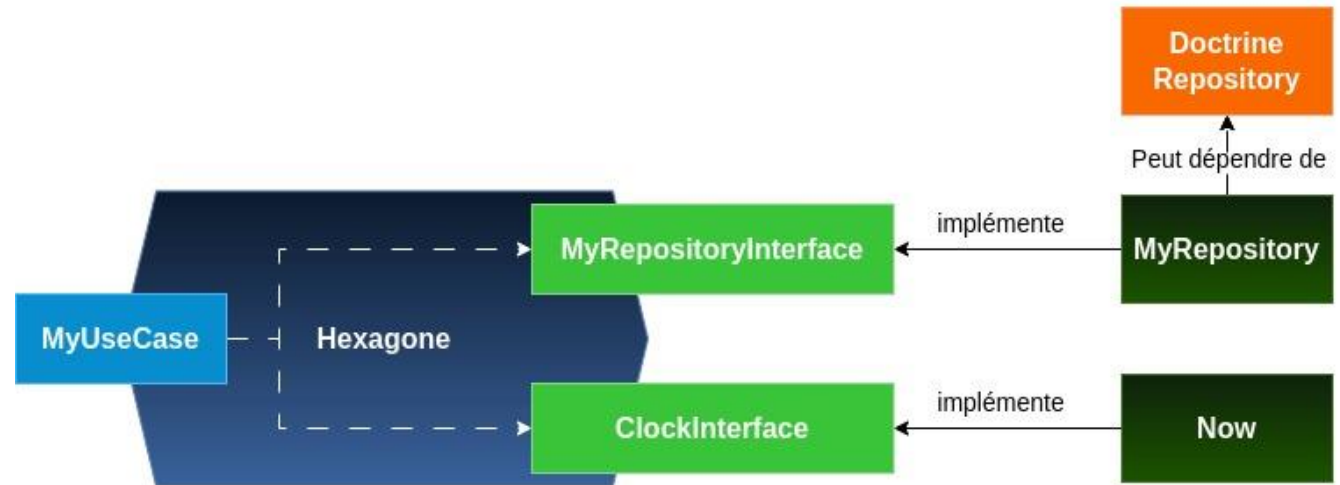 Doctrine
Repository
Peut dépendre de
MyRepositoryInterface
implémente
MyRepository
MyUseCase
Hexagone
ClockInterface
implémente
Now